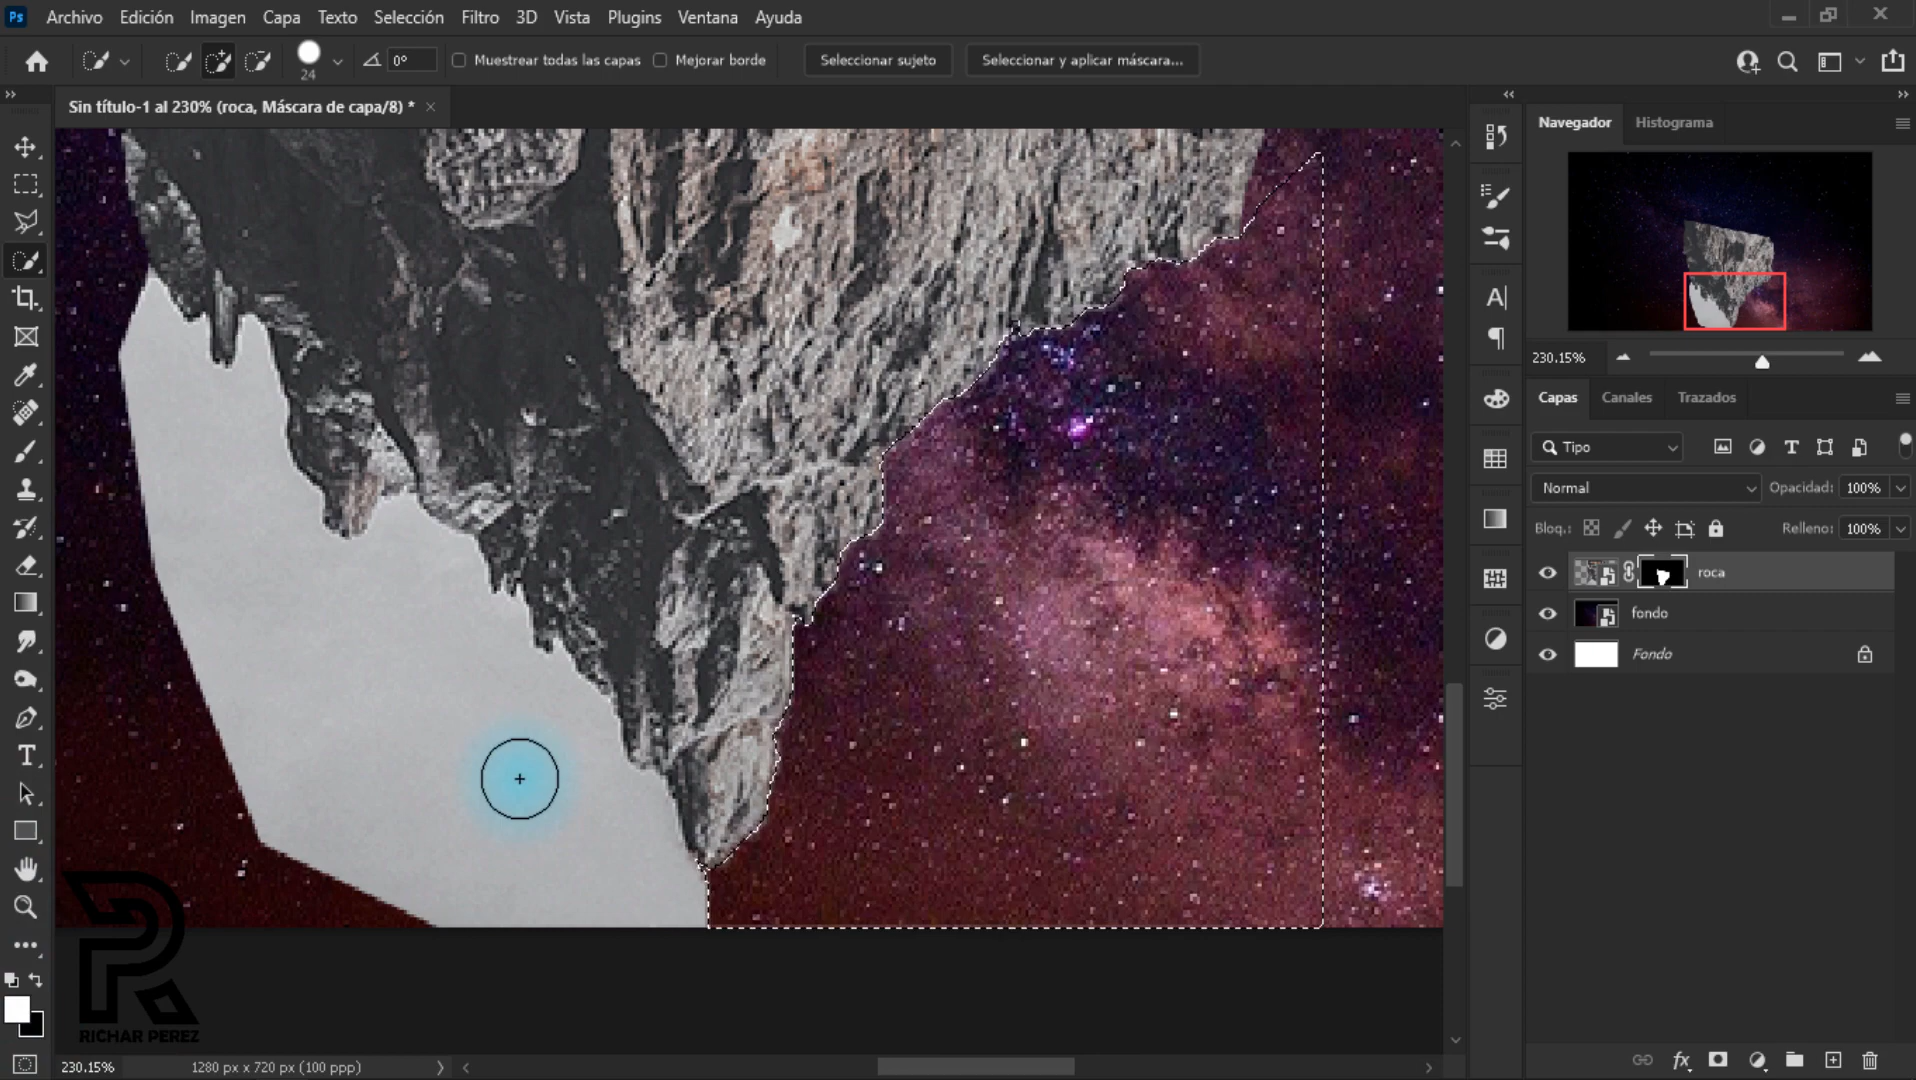 Ps Archivo Edición Imagen Capa Texto Selección Filtro 3D Vista Plugins Ventana Ayuda
24 0° Muestrear todas las capas Mejorar borde Seleccionar sujeto Seleccionar y aplicar máscara...
Sin título-1 al 230% (roca, Máscara de capa/8) *
Navegador Histograma
230.15%
Capas Canales Trazados
Tipo
Normal Opacidad: 100%
Bloq.: Relleno: 100%
roca
fondo
Fondo
RICHAR PEREZ
230.15% 1280 px x 720 px (100 ppp)